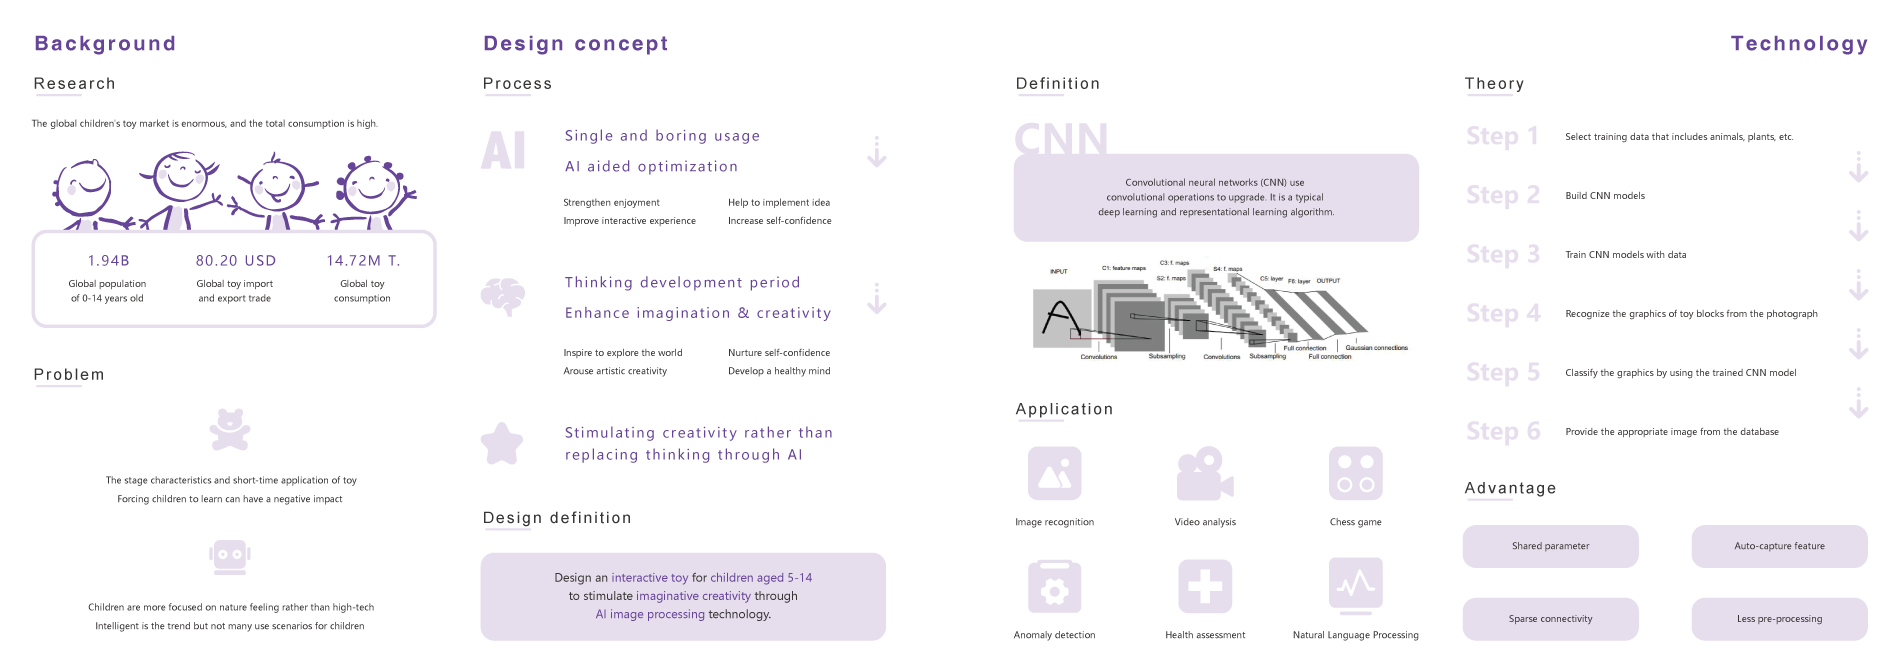 Background
Research
The global children's toy market is enormous, and the total consumption is high.
1.94B
Global population
of 0-14 years old
80.20 USD
Global toy import
and export trade
14.72M T.
Global toy
consumption
Problem
The stage characteristics and short-time application of toy
Forcing children to learn can have a negative impact
Children are more focused on nature feeling rather than high-tech
Intelligent is the trend but not many use scenarios for children
Design concept
Process
AI
Single and boring usage
AI aided optimization
Strengthen enjoyment
Help to implement idea
Improve interactive experience
Increase self-confidence
Thinking development period
Enhance imagination & creativity
Inspire to explore the world
Nurture self-confidence
Arouse artistic creativity
Develop a healthy mind
Stimulating creativity rather than
replacing thinking through AI
Design definition
Design an interactive toy for children aged 5-14
to stimulate imaginative creativity through
AI image processing technology.
Technology
Definition
CNN
Convolutional neural networks (CNN) use
convolutional operations to upgrade. It is a typical
deep learning and representational learning algorithm.
INPUT
C1: feature maps
C3: f. maps
S2: f. maps
S4: f. maps
C5: layer
F6: layer
OUTPUT
A
Convolutions
Subsampling
Convolutions
Subsampling
Full connection
Full connection
Gaussian connections
Application
Image recognition
Video analysis
Chess game
Anomaly detection
Health assessment
Natural Language Processing
Theory
Step 1
Select training data that includes animals, plants, etc.
Step 2
Build CNN models
Step 3
Train CNN models with data
Step 4
Recognize the graphics of toy blocks from the photograph
Step 5
Classify the graphics by using the trained CNN model
Step 6
Provide the appropriate image from the database
Advantage
Shared parameter
Auto-capture feature
Sparse connectivity
Less pre-processing